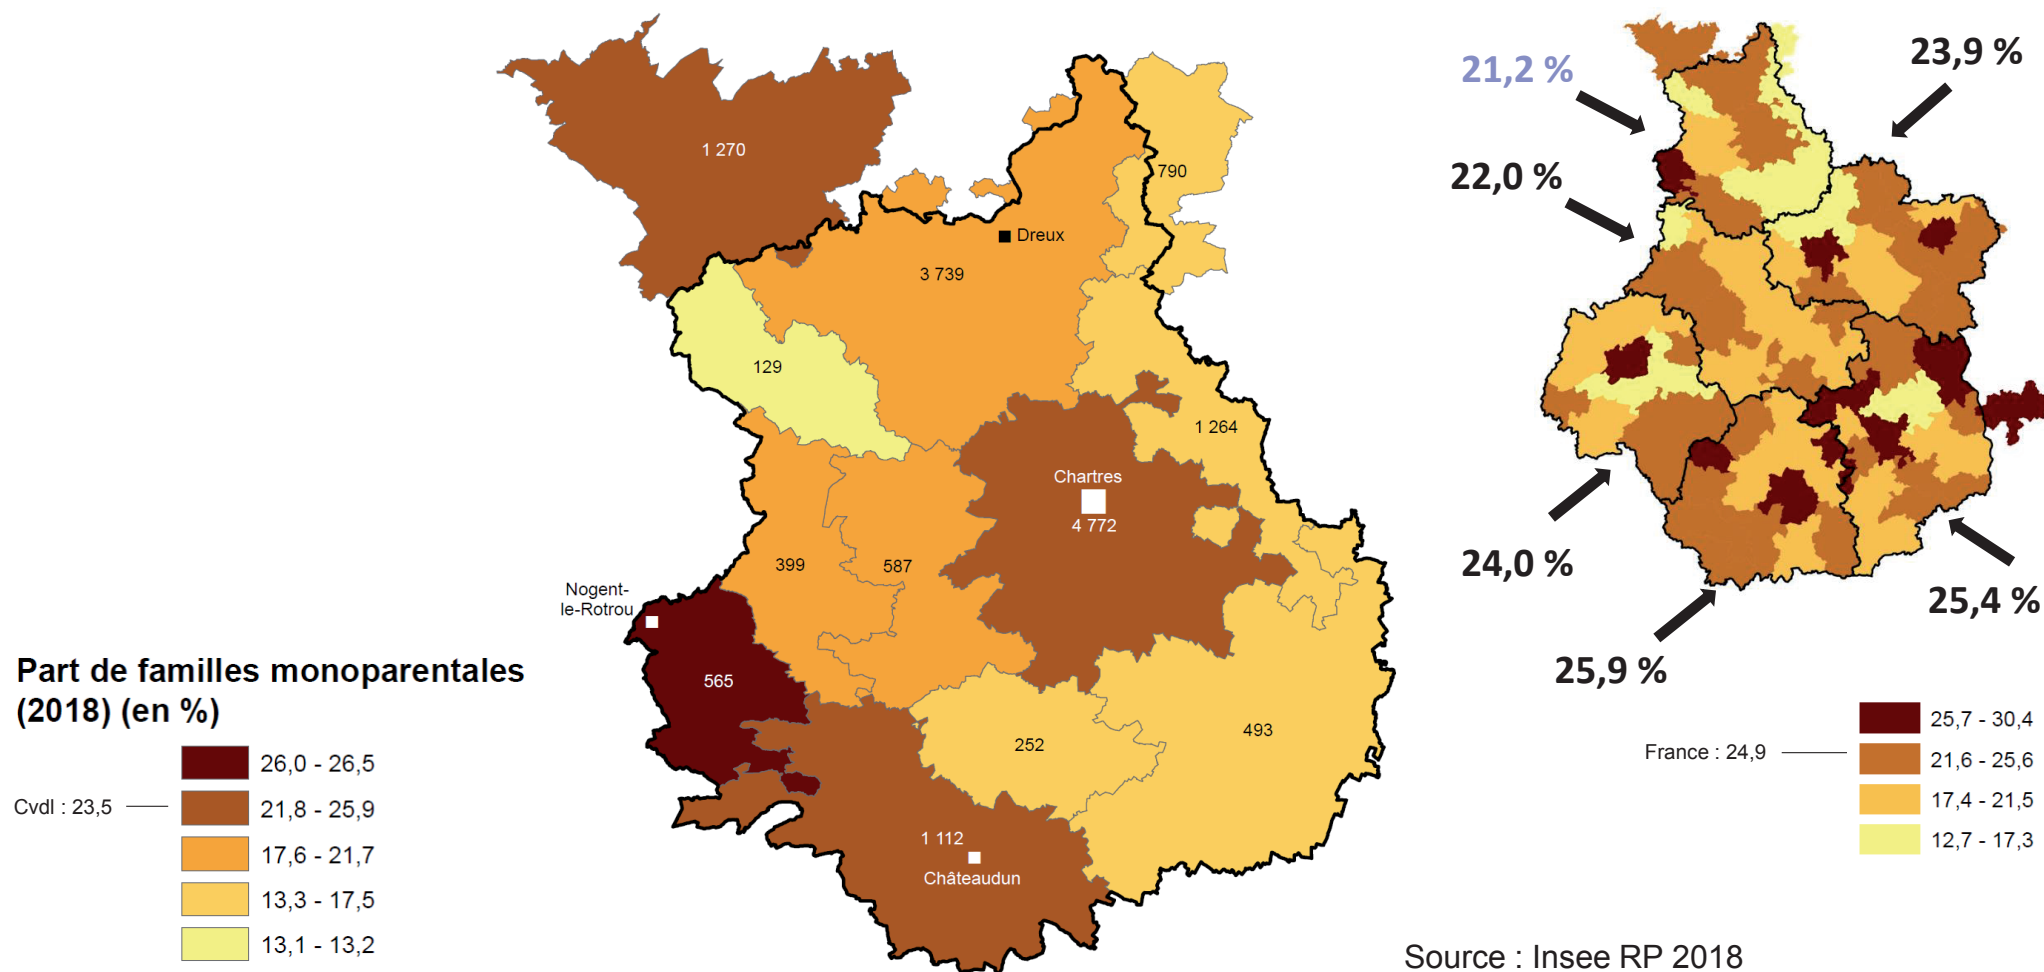 1 270
790
Dreux
3 739
129
1 264
Chartres
4 772
399
587
Nogent-
le-Rotrou
565
252
493
1 112
Châteaudun
Part de familles monoparentales
(2018) (en %)
26,0 - 26,5
Cvdl : 23,5
21,8 - 25,9
17,6 - 21,7
13,3 - 17,5
13,1 - 13,2
21,2 %
23,9 %
22,0 %
24,0 %
25,4 %
25,9 %
25,7 - 30,4
France : 24,9
21,6 - 25,6
17,4 - 21,5
12,7 - 17,3
Source : Insee RP 2018